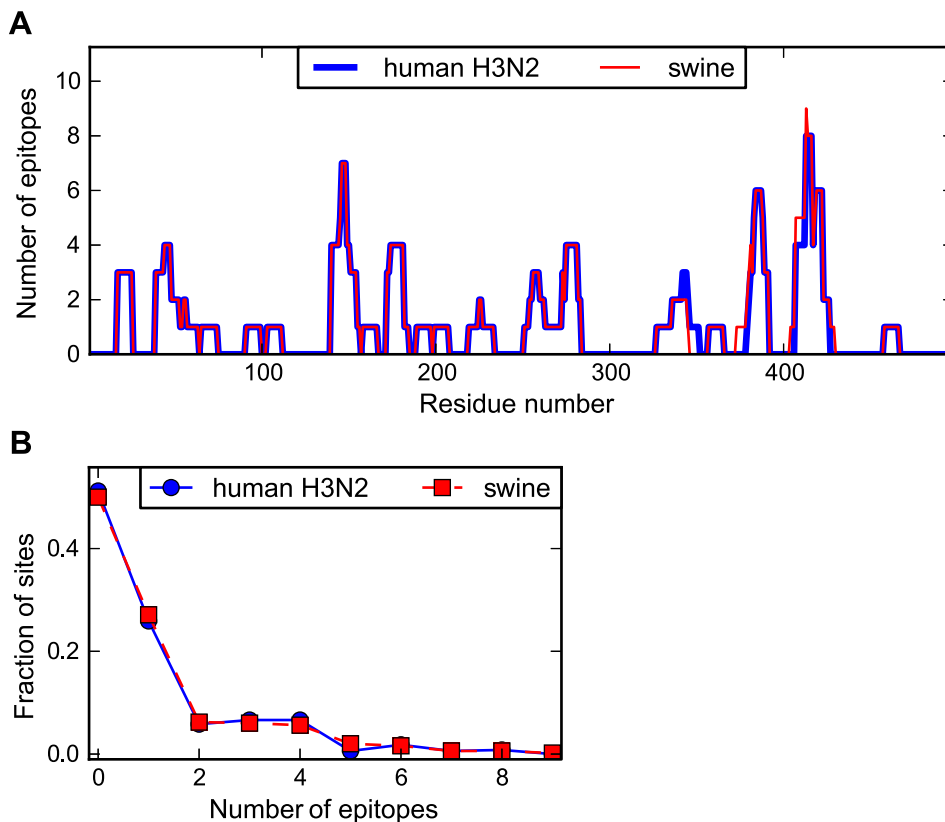 A
human H3N2 swine
Number of epitopes
10
8
6
4
2
0
100 200 300 400
Residue number
B
human H3N2 swine
Fraction of sites
0.4
0.2
0.0
0 2 4 6 8
Number of epitopes